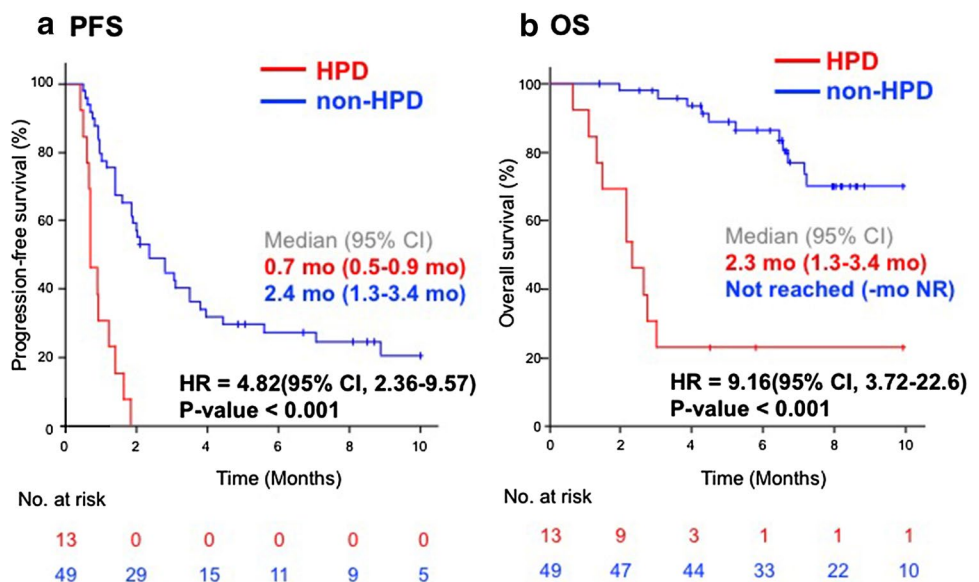 a PFS
HPD
non-HPD
Progression-free survival (%)
100
80
60
40
20
0
Median (95% CI)
0.7 mo (0.5-0.9 mo)
2.4 mo (1.3-3.4 mo)
HR = 4.82(95% CI, 2.36-9.57)
P-value < 0.001
0 2 4 6 8 10
Time (Months)
No. at risk
13 0 0 0 0 0
49 29 15 11 9 5
b OS
HPD
non-HPD
Overall survival (%)
100
80
60
40
20
0
Median (95% CI)
2.3 mo (1.3-3.4 mo)
Not reached (-mo NR)
HR = 9.16(95% CI, 3.72-22.6)
P-value < 0.001
0 2 4 6 8 10
Time (Months)
No. at risk
13 9 3 1 1 1
49 47 44 33 22 10